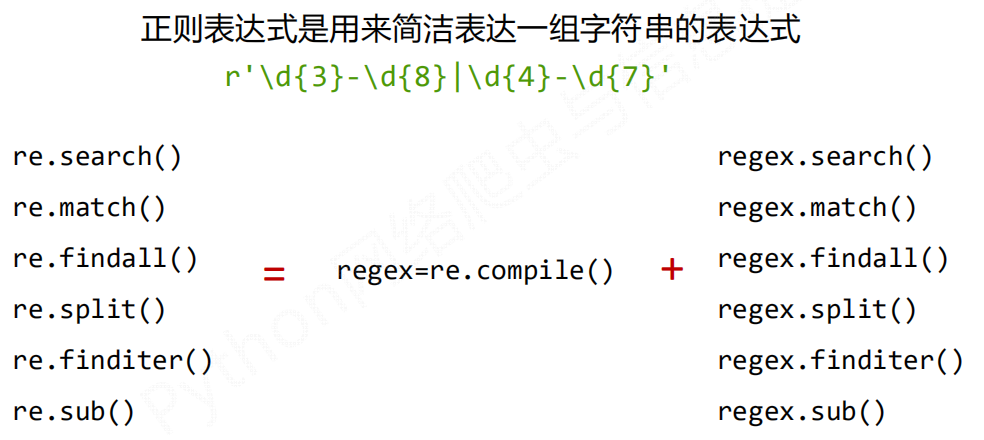 正则表达式是用来简洁表达一组字符串的表达式
r'\d{3}-\d{8}|\d{4}-\d{7}'
re.search()
re.match()
re.findall()
re.split()
re.finditer()
re.sub()
=
regex=re.compile()
+
regex.search()
regex.match()
regex.findall()
regex.split()
regex.finditer()
regex.sub()
Python网络爬虫与信息